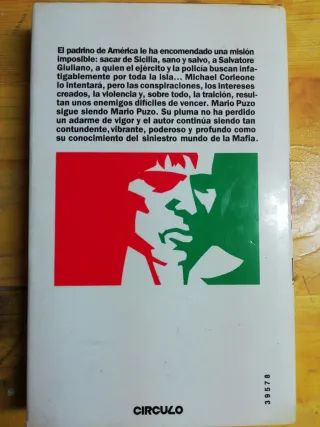 El padrino de América le ha encomendado una misión
imposible: sacar de Sicilia, sano y salvo, a Salvatore
Giuliano, a quien el ejército y la policía buscan infa-
tigablemente por toda la isla... Michael Corleone
lo intentará, pero las conspiraciones, los intereses
creados, la violencia y, sobre todo, la traición, resul-
tan unos enemigos difíciles de vencer. Mario Puzo
sigue siendo Mario Puzo. Su pluma no ha perdido
un adarme de vigor y el autor continúa siendo tan
contundente, vibrante, poderoso y profundo como
su conocimiento del siniestro mundo de la Mafia.
39578
CIRCULO